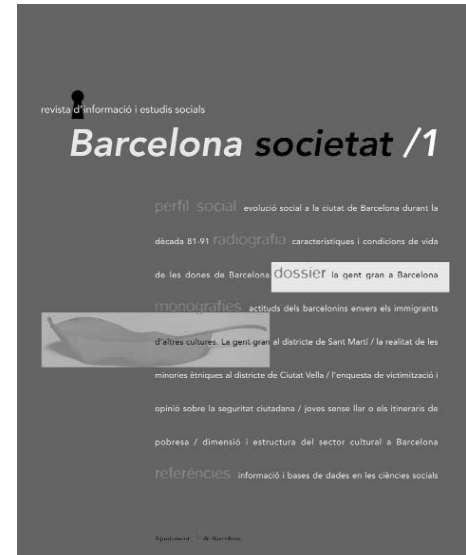 revista d'informació i estudis socials
Barcelona societat /1
perfil social evolució social a la ciutat de Barcelona durant la
dècada 81-91 radiografia característiques i condicions de vida
de les dones de Barcelona dossier la gent gran a Barcelona
monografies actituds dels barcelonins envers els immigrants
d'altres cultures. La gent gran al districte de Sant Martí / la realitat de les
minories ètniques al districte de Ciutat Vella / l'enquesta de victimització i
opinió sobre la seguritat ciutadana / joves sense llar o els itineraris de
pobresa / dimensió i estructura del sector cultural a Barcelona
referéncies informació i bases de dades en les ciències socials
Ajuntament de Barcelona